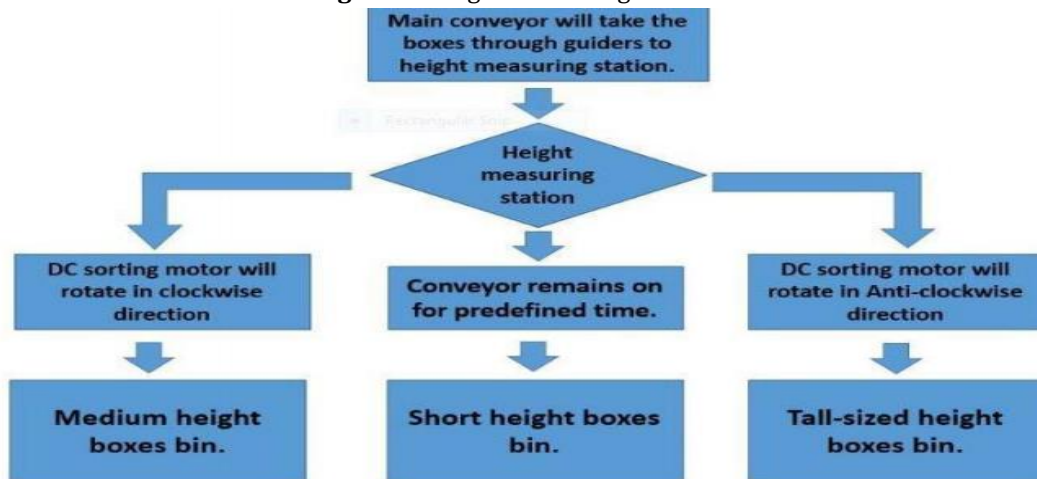 Main conveyor will take the
boxes through guiders to
height measuring station.
Rectangular Snip
Height
measuring
station
DC sorting motor will
rotate in clockwise
direction
Conveyor remains on
for predefined time.
DC sorting motor will
rotate in Anti-clockwise
direction
Medium height
boxes bin.
Short height boxes
bin.
Tall-sized height
boxes bin.